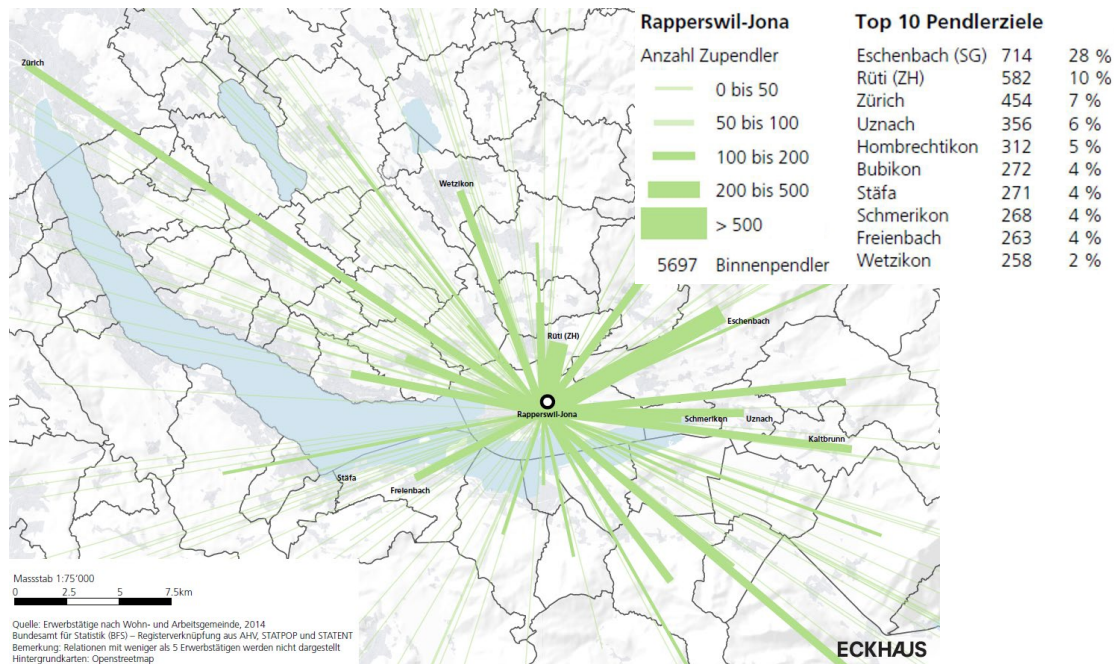 Rapperswil-Jona
Anzahl Zupendler
0 bis 50
50 bis 100
100 bis 200
200 bis 500
> 500
5697 Binnenpendler
Top 10 Pendlerziele
Eschenbach (SG) 714 28 %
Rüti (ZH) 582 10 %
Zürich 454 7 %
Uznach 356 6 %
Hombrechtikon 312 5 %
Bubikon 272 4 %
Stäfa 271 4 %
Schmerikon 268 4 %
Freienbach 263 4 %
Wetzikon 258 2 %
Zürich
Wetzikon
Eschenbach
Rüti (ZH)
Rapperswil-Jona
Schmerikon
Uznach
Kaltbrunn
Stäfa
Freienbach
Massstab 1:75'000
0 2.5 5 7.5km
Quelle: Erwerbstätige nach Wohn- und Arbeitsgemeinde, 2014
Bundesamt für Statistik (BFS) – Registerverknüpfung aus AHV, STATPOP und STATENT
Bemerkung: Relationen mit weniger als 5 Erwerbstätigen werden nicht dargestellt
Hintergrundkarten: Openstreetmap
ECKHAUS